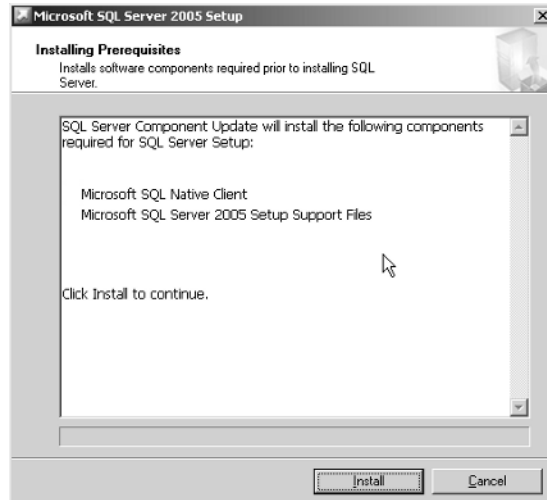 Microsoft SQL Server 2005 Setup
Installing Prerequisites
Installs software components required prior to installing SQL
Server.
SQL Server Component Update will install the following components
required for SQL Server Setup:
Microsoft SQL Native Client
Microsoft SQL Server 2005 Setup Support Files
Click Install to continue.
Install
Cancel